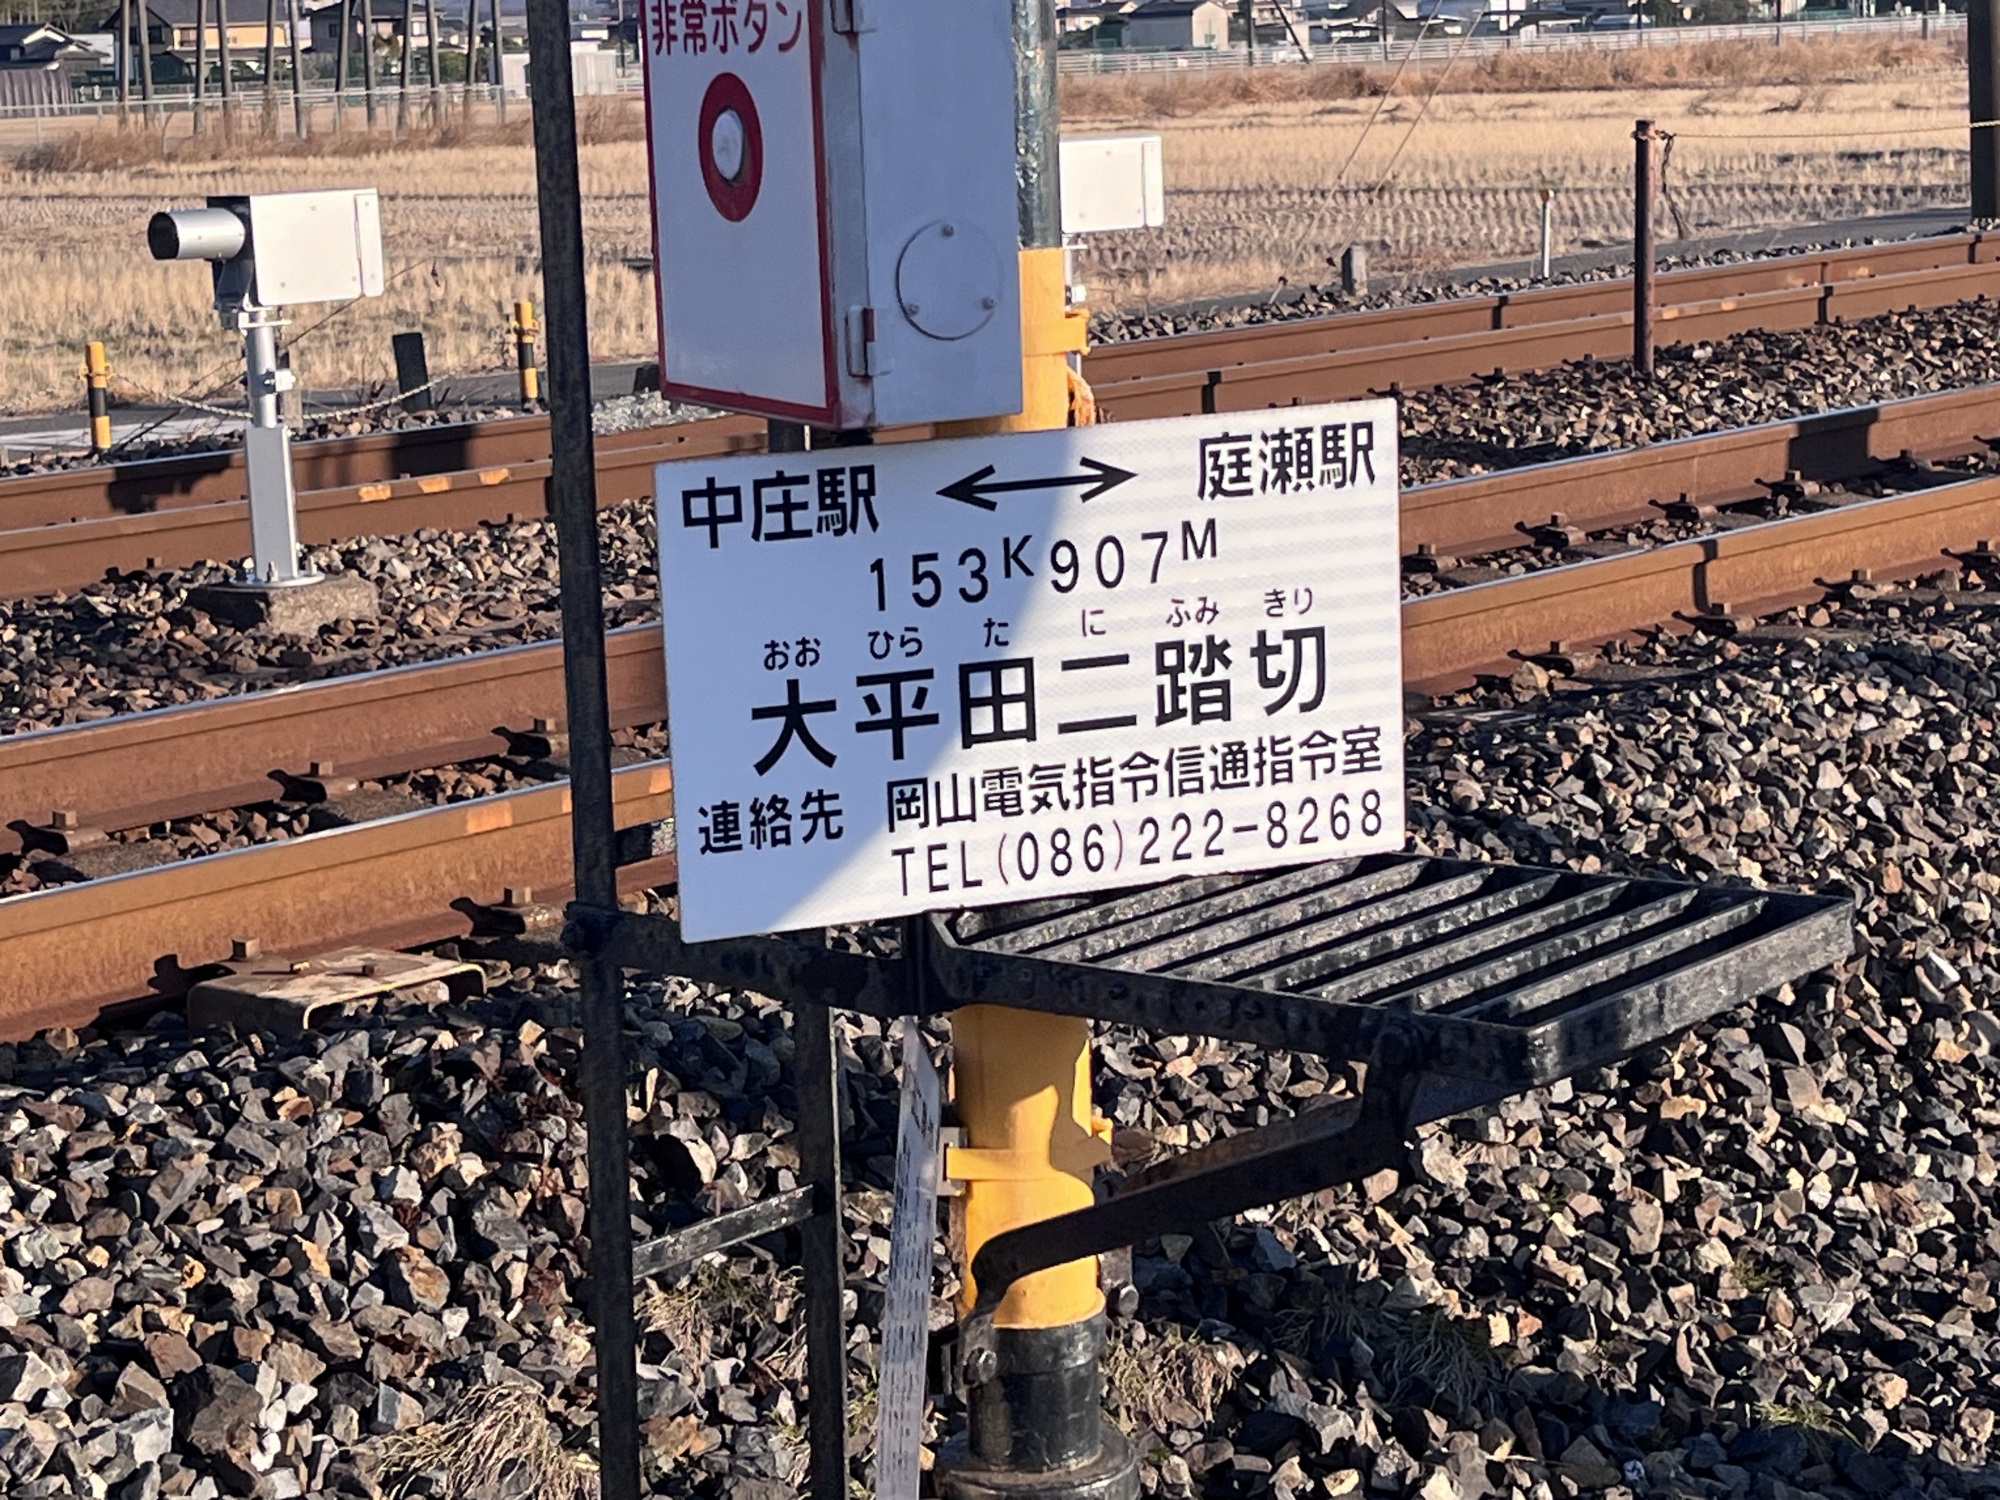 非常ボタン
中庄駅 ←→ 庭瀬駅
153K907M
おお ひら た に ふみ きり
大平田二踏切
連絡先 岡山電気指令信通指令室
TEL(086)222-8268